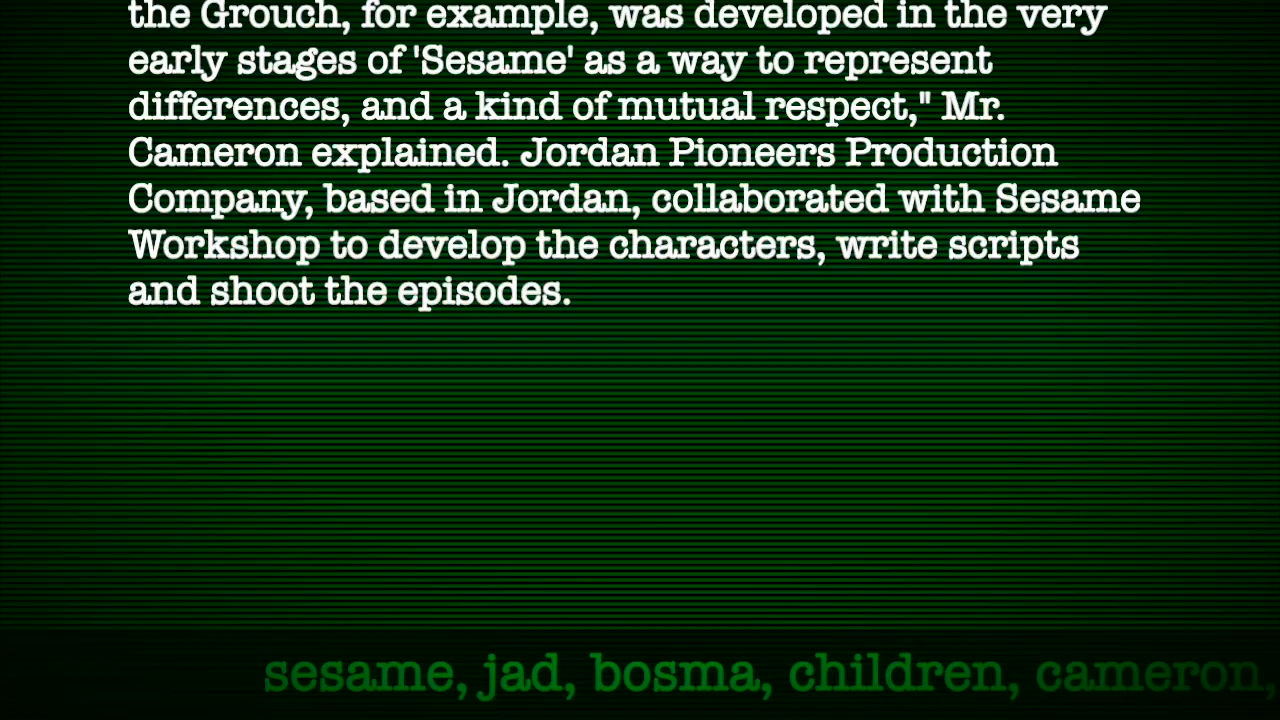 the Grouch, for example, was developed in the very
early stages of 'Sesame' as a way to represent
differences, and a kind of mutual respect," Mr.
Cameron explained. Jordan Pioneers Production
Company, based in Jordan, collaborated with Sesame
Workshop to develop the characters, write scripts
and shoot the episodes.
sesame, jad, bosma, children, cameron,